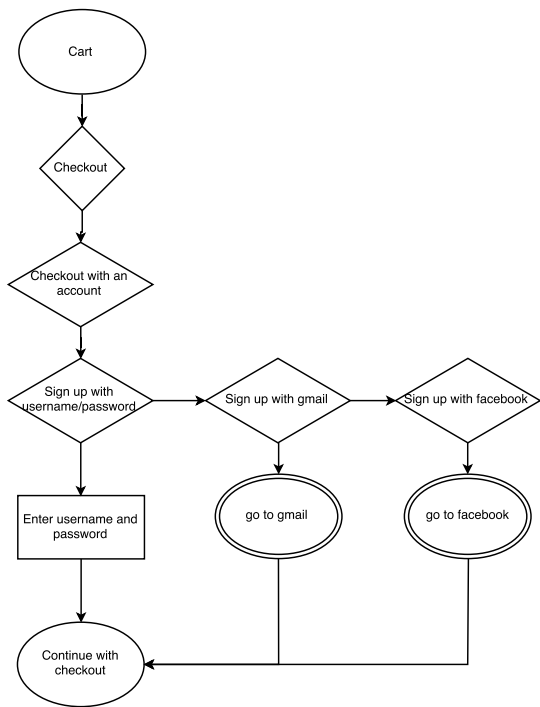 Cart
Checkout
Checkout with an
account
Sign up with
username/password
Sign up with gmail
Sign up with facebook
Enter username and
password
go to gmail
go to facebook
Continue with
checkout